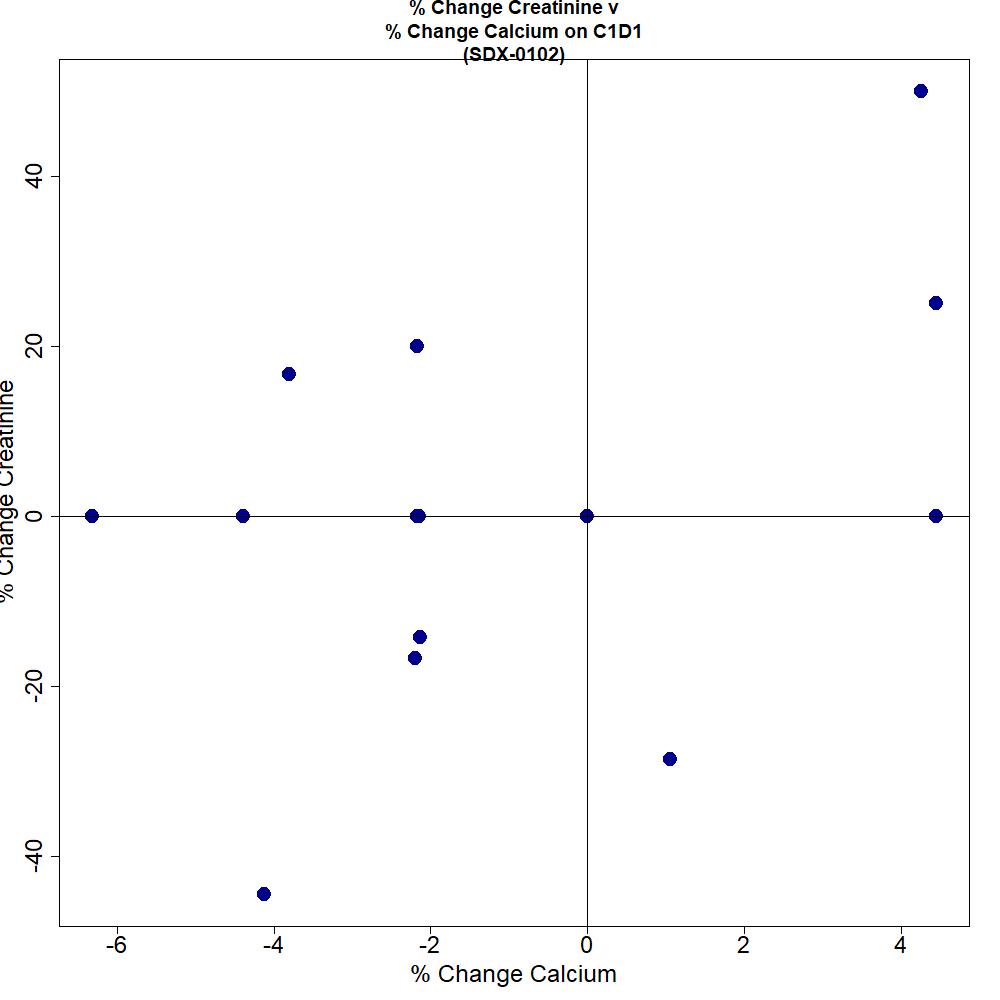 % Change Creatinine v
% Change Calcium on C1D1
(SDX-0102)
% Change Creatinine
40
20
0
-20
-40
-6
-4
-2
0
2
4
% Change Calcium